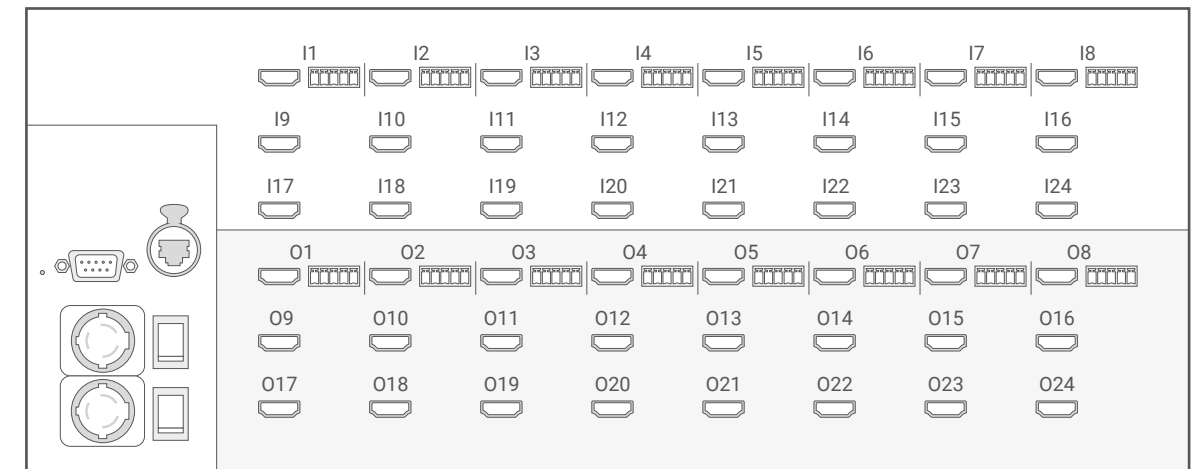 I1 I2 I3 I4 I5 I6 I7 I8
I9 I10 I11 I12 I13 I14 I15 I16
I17 I18 I19 I20 I21 I22 I23 I24
O1 O2 O3 O4 O5 O6 O7 O8
O9 O10 O11 O12 O13 O14 O15 O16
O17 O18 O19 O20 O21 O22 O23 O24